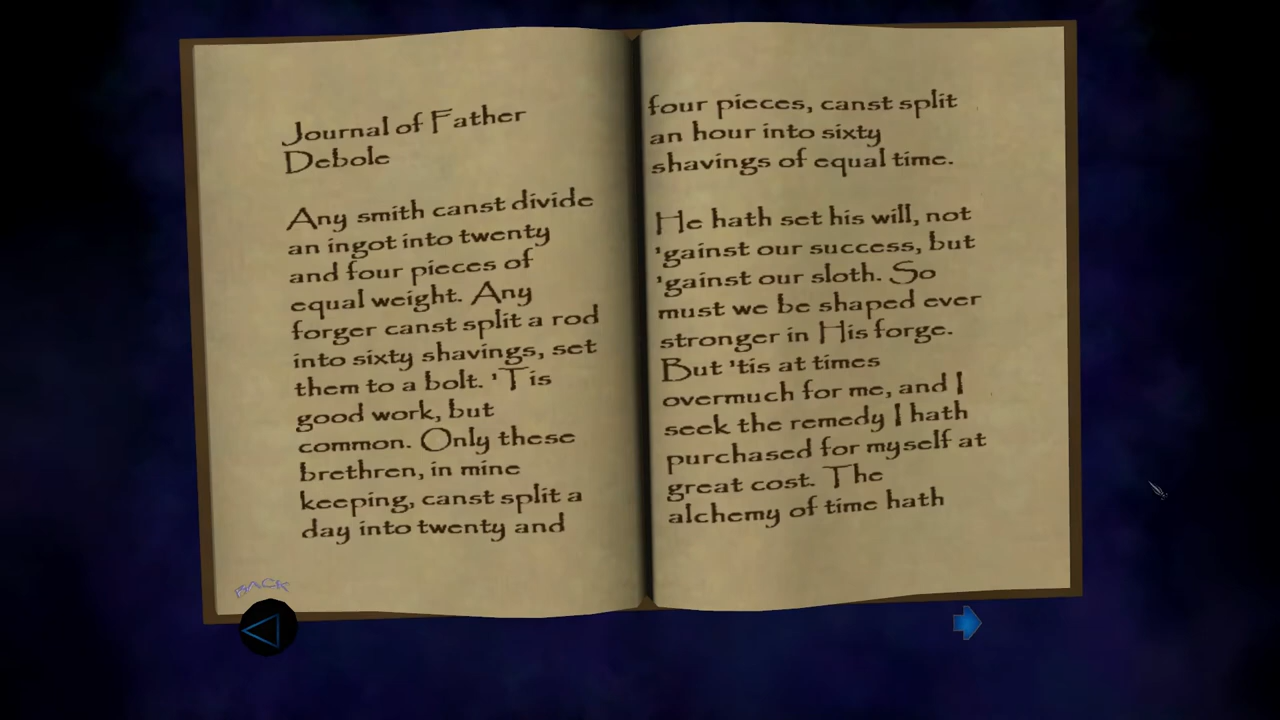 Journal of Father
Debole
Any smith canst divide
an ingot into twenty
and four pieces of
equal weight. Any
forger canst split a rod
into sixty shavings, set
them to a bolt. 'Tis
good work, but
common. Only these
brethren, in mine
keeping, canst split a
day into twenty and
four pieces, canst split
an hour into sixty
shavings of equal time.
He hath set his will, not
'gainst our success, but
'gainst our sloth. So
must we be shaped ever
stronger in His forge.
But 'tis at times
overmuch for me, and I
seek the remedy I hath
purchased for myself at
great cost. The
alchemy of time hath
BACK